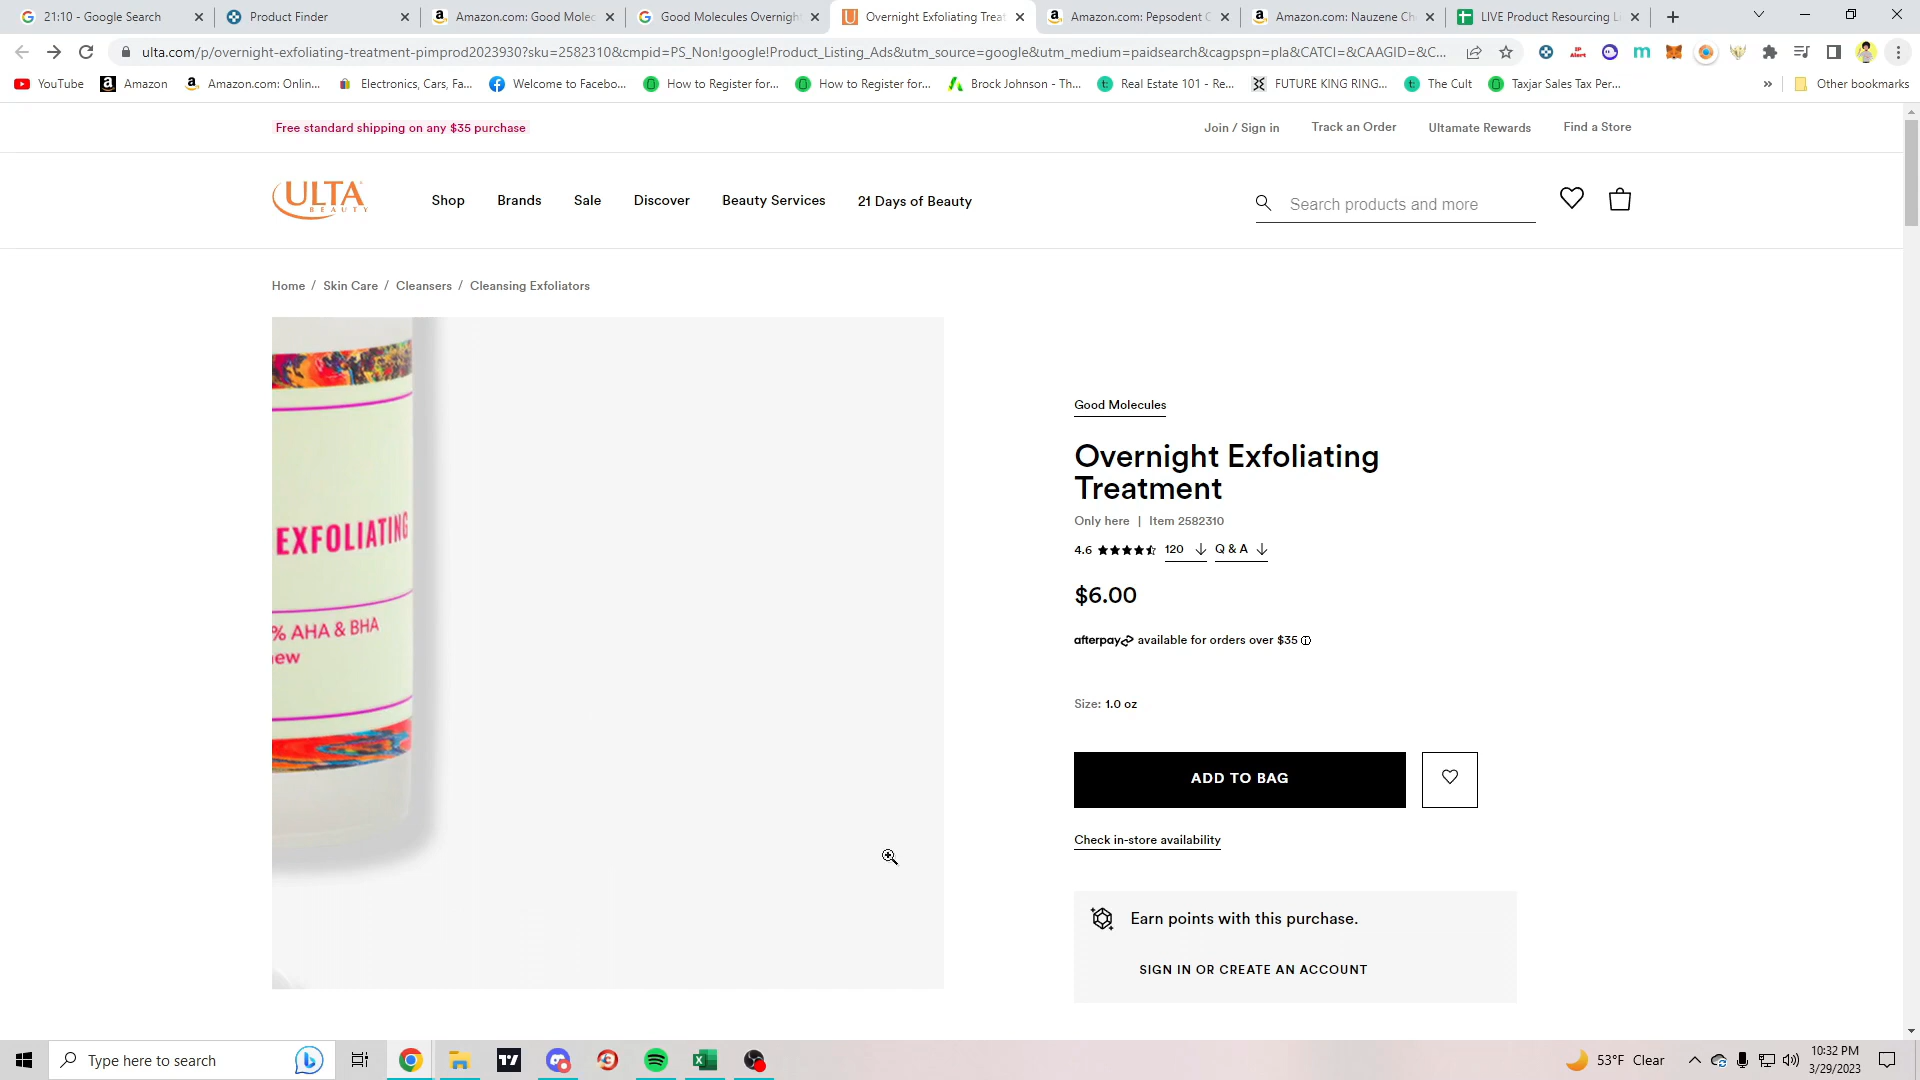 21:10 - Google Search
Product Finder
Amazon.com: Good Molec
Good Molecules Overnight
Overnight Exfoliating Treat
Amazon.com: Pepsodent C
Amazon.com: Nauzene Ch
LIVE Product Resourcing L
ulta.com/p/overnight-exfoliating-treatment-pimprod2023930?sku=2582310&cmpid=PS_Non!google!Product_Listing_Ads&utm_source=google&utm_medium=paidsearch&cagpspn=pla&CATCI=&CAAGID=&C...
YouTube
Amazon
Amazon.com: Onlin...
Electronics, Cars, Fa...
Welcome to Facebo...
How to Register for...
How to Register for...
Brock Johnson - Th...
Real Estate 101 - Re...
FUTURE KING RING...
The Cult
Taxjar Sales Tax Per...
»
Other bookmarks
Free standard shipping on any $35 purchase
Join / Sign in
Track an Order
Ultamate Rewards
Find a Store
ULTA
BEAUTY
Shop
Brands
Sale
Discover
Beauty Services
21 Days of Beauty
Search products and more
Home / Skin Care / Cleansers / Cleansing Exfoliators
EXFOLIATING
% AHA & BHA
ew
Good Molecules
Overnight Exfoliating
Treatment
Only here | Item 2582310
4.6 ★★★★ 120 ↓ Q & A ↓
$6.00
afterpay available for orders over $35
Size: 1.0 oz
ADD TO BAG
Check in-store availability
Earn points with this purchase.
SIGN IN OR CREATE AN ACCOUNT
Type here to search
53°F Clear
10:32 PM
3/29/2023